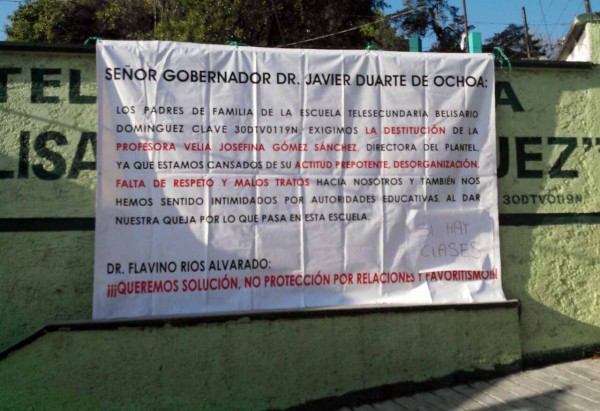 TEL A
LISA UEZ"
30DTV0119N
SEÑOR GOBERNADOR DR. JAVIER DUARTE DE OCHOA:
LOS PADRES DE FAMILIA DE LA ESCUELA TELESECUNDARIA BELISARIO
DOMINGUEZ CLAVE 30DTV0119N, EXIGIMOS LA DESTITUCIÓN DE LA
PROFESORA VELIA JOSEFINA GÓMEZ SÁNCHEZ, DIRECTORA DEL PLANTEL,
YA QUE ESTAMOS CANSADOS DE SU ACTITUD PREPOTENTE, DESORGANIZACIÓN,
FALTA DE RESPETO Y MALOS TRATOS HACIA NOSOTROS Y TAMBIÉN NOS
HEMOS SENTIDO INTIMIDADOS POR AUTORIDADES EDUCATIVAS, AL DAR
NUESTRA QUEJA POR LO QUE PASA EN ESTA ESCUELA.
SI HAY
CLASES
DR. FLAVINO RIOS ALVARADO:
¡¡¡QUEREMOS SOLUCIÓN, NO PROTECCIÓN POR RELACIONES Y FAVORITISMO!!!